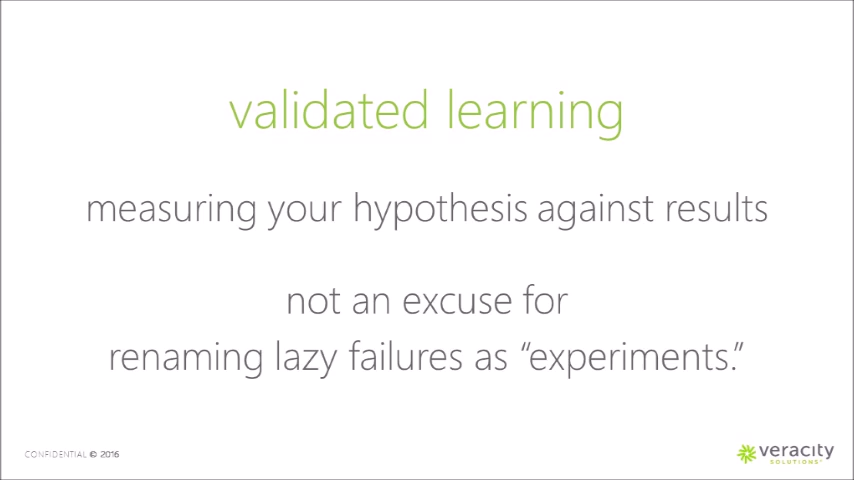 validated learning
measuring your hypothesis against results
not an excuse for
renaming lazy failures as “experiments.”
CONFIDENTIAL © 2016
veracity
SOLUTIONS